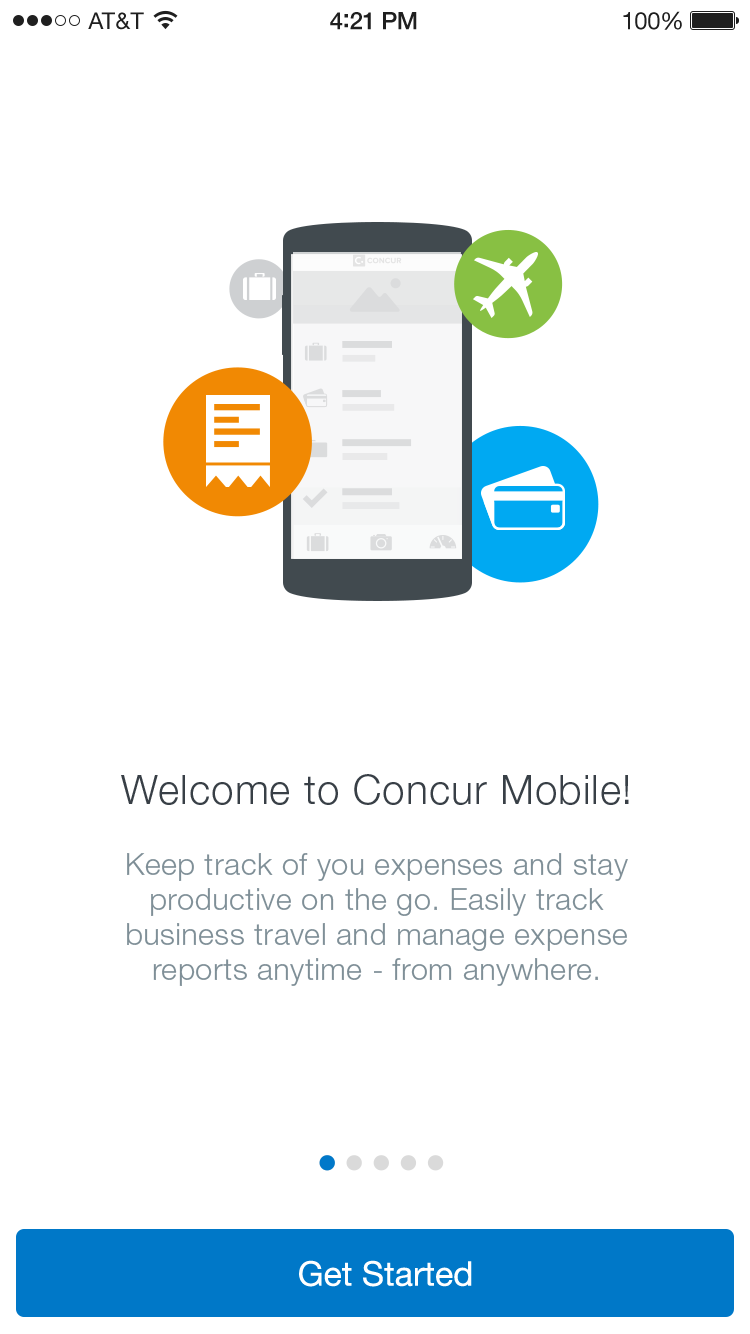 AT&T 4:21 PM 100%
CONCUR
Welcome to Concur Mobile!
Keep track of you expenses and stay
productive on the go. Easily track
business travel and manage expense
reports anytime - from anywhere.
Get Started